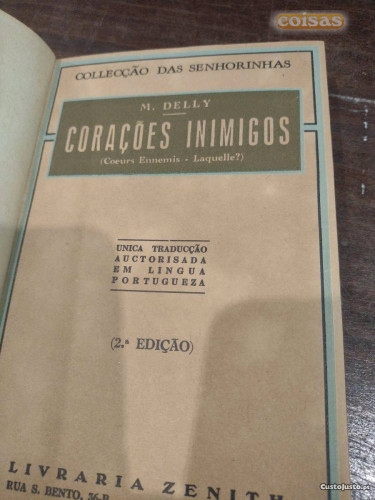 coisas
COLLECÇÃO DAS SENHORINHAS
M. DELLY
CORAÇÕES INIMIGOS
(Coeurs Ennemis - Laquelle?)
UNICA TRADUCÇÃO
AUCTORISADA
EM LINGUA
PORTUGUEZA
(2.ª EDIÇÃO)
LIVRARIA ZENITH
RUA S. BENTO, 36-B
CustoJusto.pt